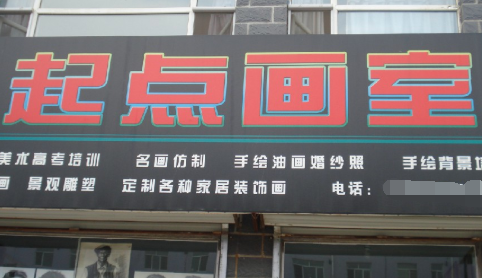 起点画室
美术高考培训 名画仿制 手绘油画婚纱照 手绘背景墙
画 景观雕塑 定制各种家居装饰画 电话: